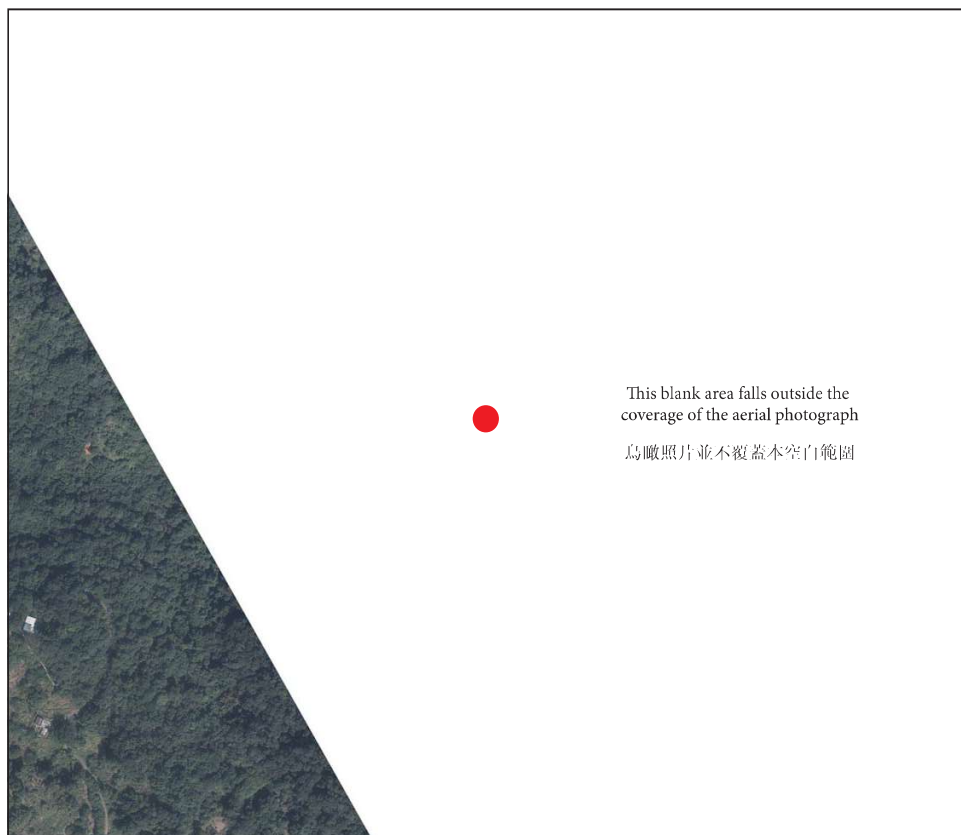 This blank area falls outside the
coverage of the aerial photograph
鳥瞰照片並不覆蓋本空白範圍